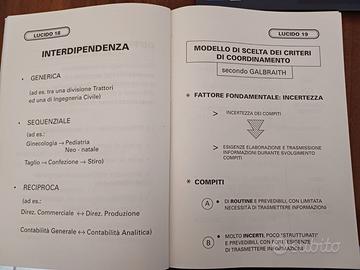 LUCIDO 18
INTERDIPENDENZA
• GENERICA
(ad es. tra una divisione Trattori
ed una di Ingegneria Civile)
• SEQUENZIALE
(ad es.:
Ginecologia → Pediatria
Neo - natale
Taglio → Confezione → Stiro)
• RECIPROCA
(ad es.:
Direz. Commerciale ↔ Direz. Produzione
Contabilità Generale ↔ Contabilità Analitica)
LUCIDO 19
MODELLO DI SCELTA DEI CRITERI
DI COORDINAMENTO
secondo GALBRAITH
* FATTORE FONDAMENTALE: INCERTEZZA
> INCERTEZZA DEI COMPITI
> ESIGENZE ELABORAZIONE E TRASMISSIONE
INFORMAZIONI DURANTE SVOLGIMENTO
COMPITI
* COMPITI
A • DI ROUTINE E PREVEDIBILI, CON LIMITATA
NECESSITÀ DI TRASMETTERE INFORMAZIONI
B • MOLTO INCERTI, POCO "STRUTTURATI"
E PREVEDIBILI, CON FORTI ESIGENZE
DI TRASMETTERE INFORMAZIONI
subito